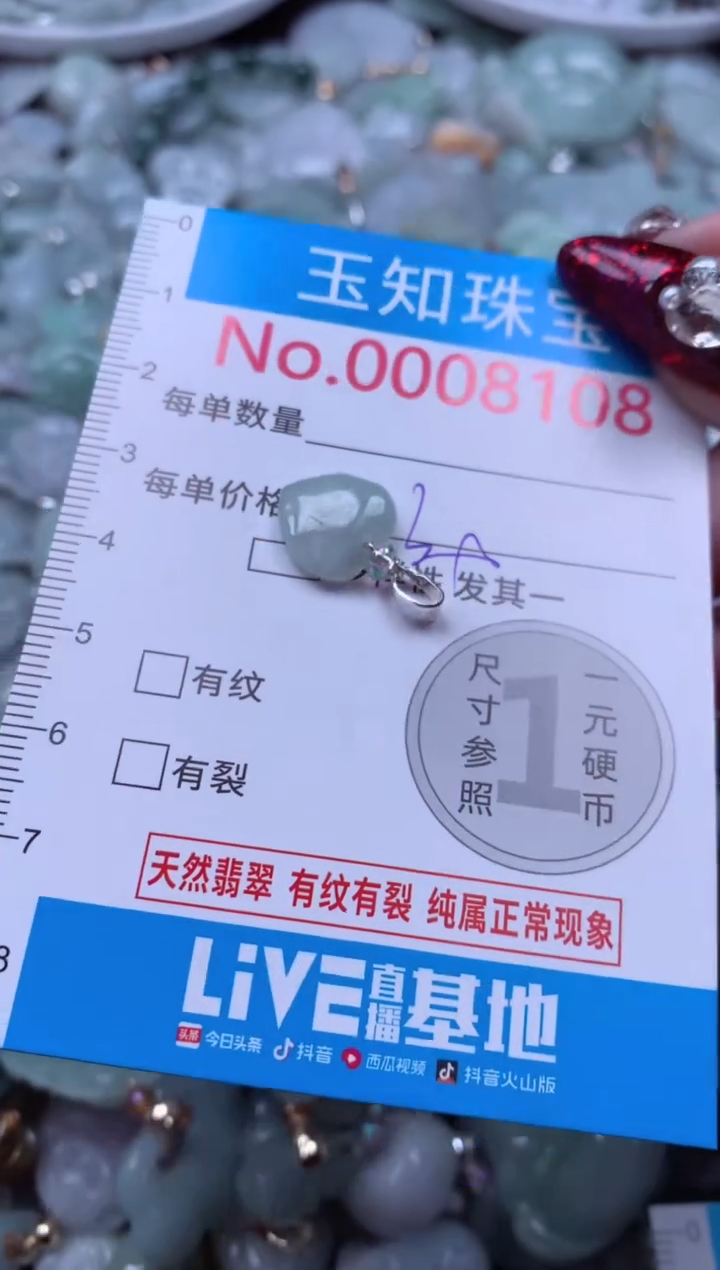 0
1
2
3
4
5
6
7
玉知珠宝
No.0008108
每单数量
每单价格
发其一
有纹
有裂
尺寸参照
1
一元硬币
天然翡翠 有纹有裂 纯属正常现象
LiVE直播基地
头条 今日头条 抖音 西瓜视频 抖音火山版
0